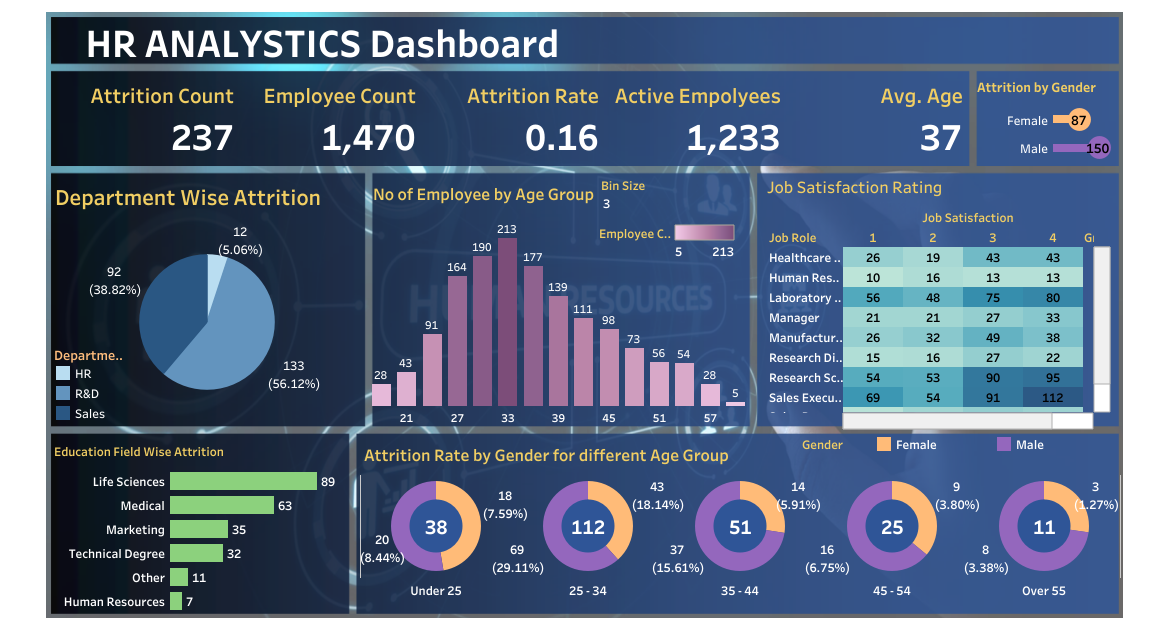 HR ANALYSTICS Dashboard
Attrition Count
237
Employee Count
1,470
Attrition Rate
0.16
Active Empolyees
1,233
Avg. Age
37
Attrition by Gender
Female 87
Male 150
Department Wise Attrition
12
(5.06%)
92
(38.82%)
133
(56.12%)
Departme..
HR
R&D
Sales
No of Employee by Age Group
Bin Size
3
Employee C..
5 213
28 43 91 164 190 213 177 139 111 98 73 56 54 28 5
21 27 33 39 45 51 57
HUMAN RESOURCES
Job Satisfaction Rating
Job Satisfaction
Job Role 1 2 3 4
Healthcare .. 26 19 43 43
Human Res.. 10 16 13 13
Laboratory .. 56 48 75 80
Manager 21 21 27 33
Manufactur.. 26 32 49 38
Research Di.. 15 16 27 22
Research Sc.. 54 53 90 95
Sales Execu.. 69 54 91 112
Education Field Wise Attrition
Life Sciences 89
Medical 63
Marketing 35
Technical Degree 32
Other 11
Human Resources 7
Attrition Rate by Gender for different Age Group
Gender Female Male
38
18
(7.59%)
20
(8.44%)
Under 25
112
43
(18.14%)
69
(29.11%)
25 - 34
51
14
(5.91%)
37
(15.61%)
35 - 44
25
9
(3.80%)
16
(6.75%)
45 - 54
11
3
(1.27%)
8
(3.38%)
Over 55